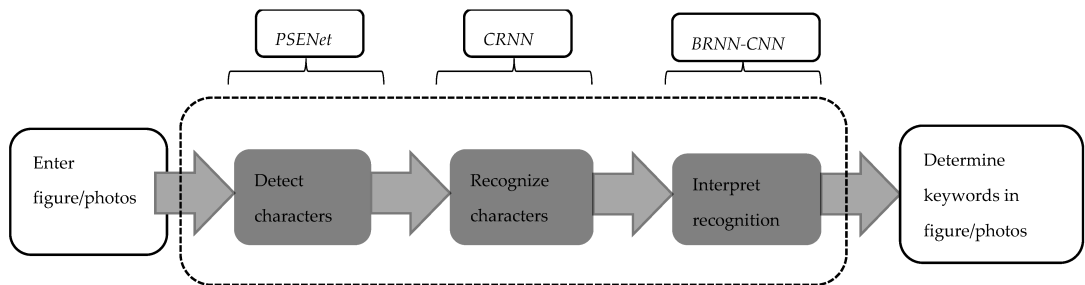 PSENet
CRNN
BRNN-CNN
Enter
figure/photos
Detect
characters
Recognize
characters
Interpret
recognition
Determine
keywords in
figure/photos